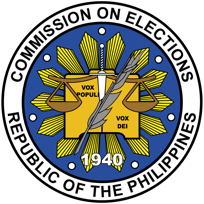 COMMISSION ON ELECTIONS
VOX
POPULI
VOX
DEI
1940
REPUBLIC OF THE PHILIPPINES